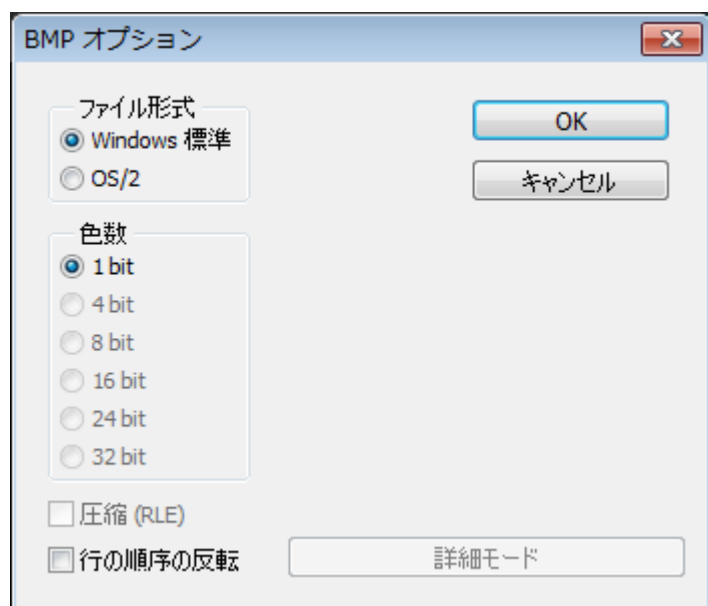 BMP オプション
ファイル形式
Windows 標準
OS/2
OK
キャンセル
色数
1 bit
4 bit
8 bit
16 bit
24 bit
32 bit
圧縮 (RLE)
行の順序の反転
詳細モード